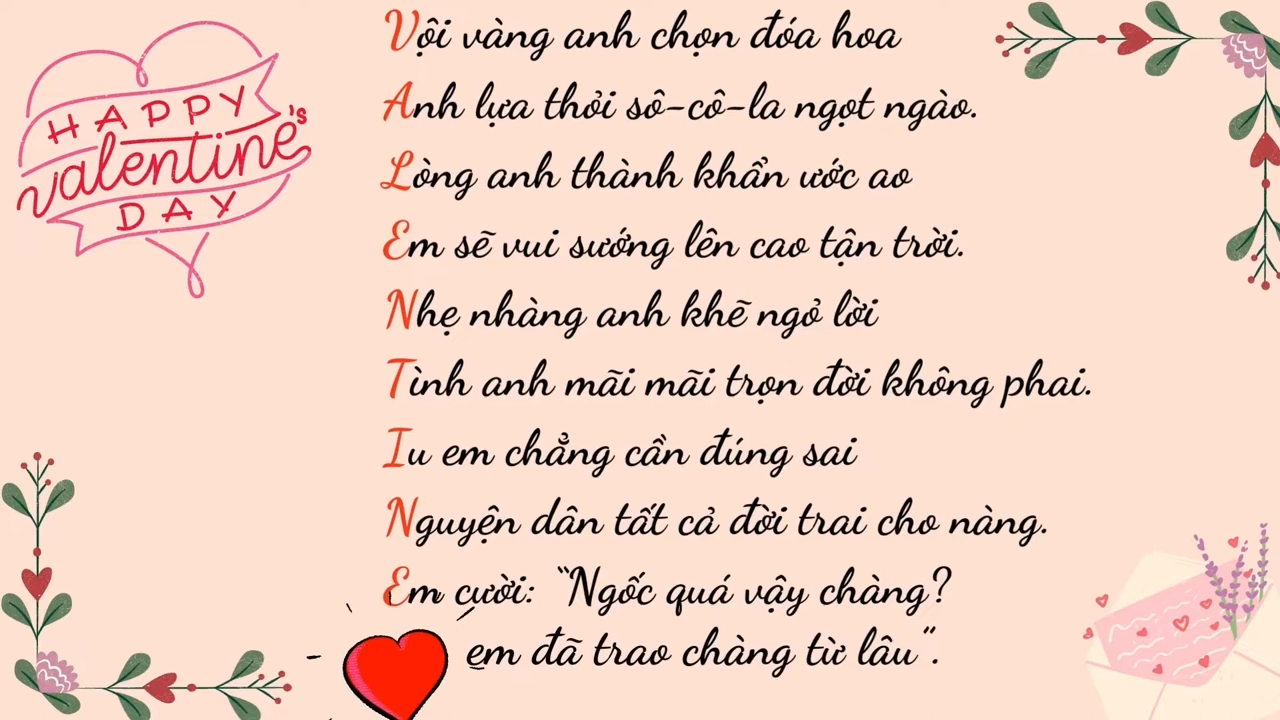 HAPPY
valentine's
DAY
Vội vàng anh chọn đóa hoa
Anh lựa thỏi sô-cô-la ngọt ngào.
Lòng anh thành khẩn ước ao
Em sẽ vui sướng lên cao tận trời.
Nhẹ nhàng anh khẽ ngỏ lời
Tình anh mãi mãi trọn đời không phai.
Iu em chẳng cần đúng sai
Nguyện dân tất cả đời trai cho nàng.
Em cười: “Ngốc quá vậy chàng?
em đã trao chàng từ lâu”.